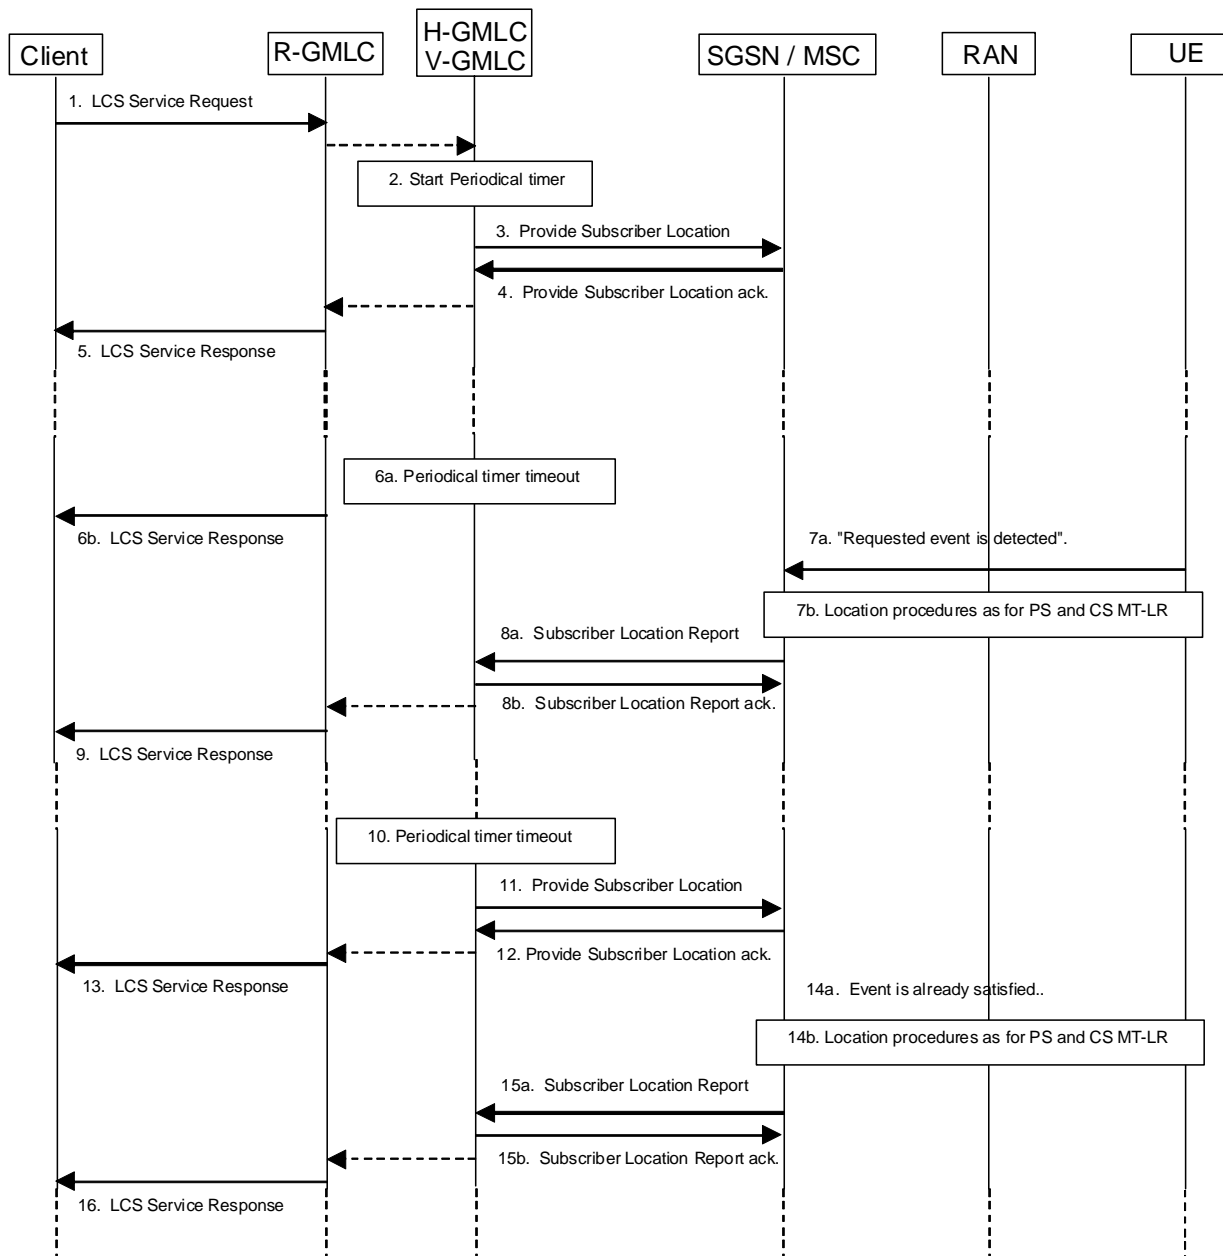 Client
R-GMLC
H-GMLC
V-GMLC
SGSN / MSC
RAN
UE
1. LCS Service Request
2. Start Periodical timer
3. Provide Subscriber Location
4. Provide Subscriber Location ack.
5. LCS Service Response
6a. Periodical timer timeout
6b. LCS Service Response
7a. "Requested event is detected".
7b. Location procedures as for PS and CS MT-LR
8a. Subscriber Location Report
8b. Subscriber Location Report ack.
9. LCS Service Response
10. Periodical timer timeout
11. Provide Subscriber Location
12. Provide Subscriber Location ack.
13. LCS Service Response
14a. Event is already satisfied..
14b. Location procedures as for PS and CS MT-LR
15a. Subscriber Location Report
15b. Subscriber Location Report ack.
16. LCS Service Response